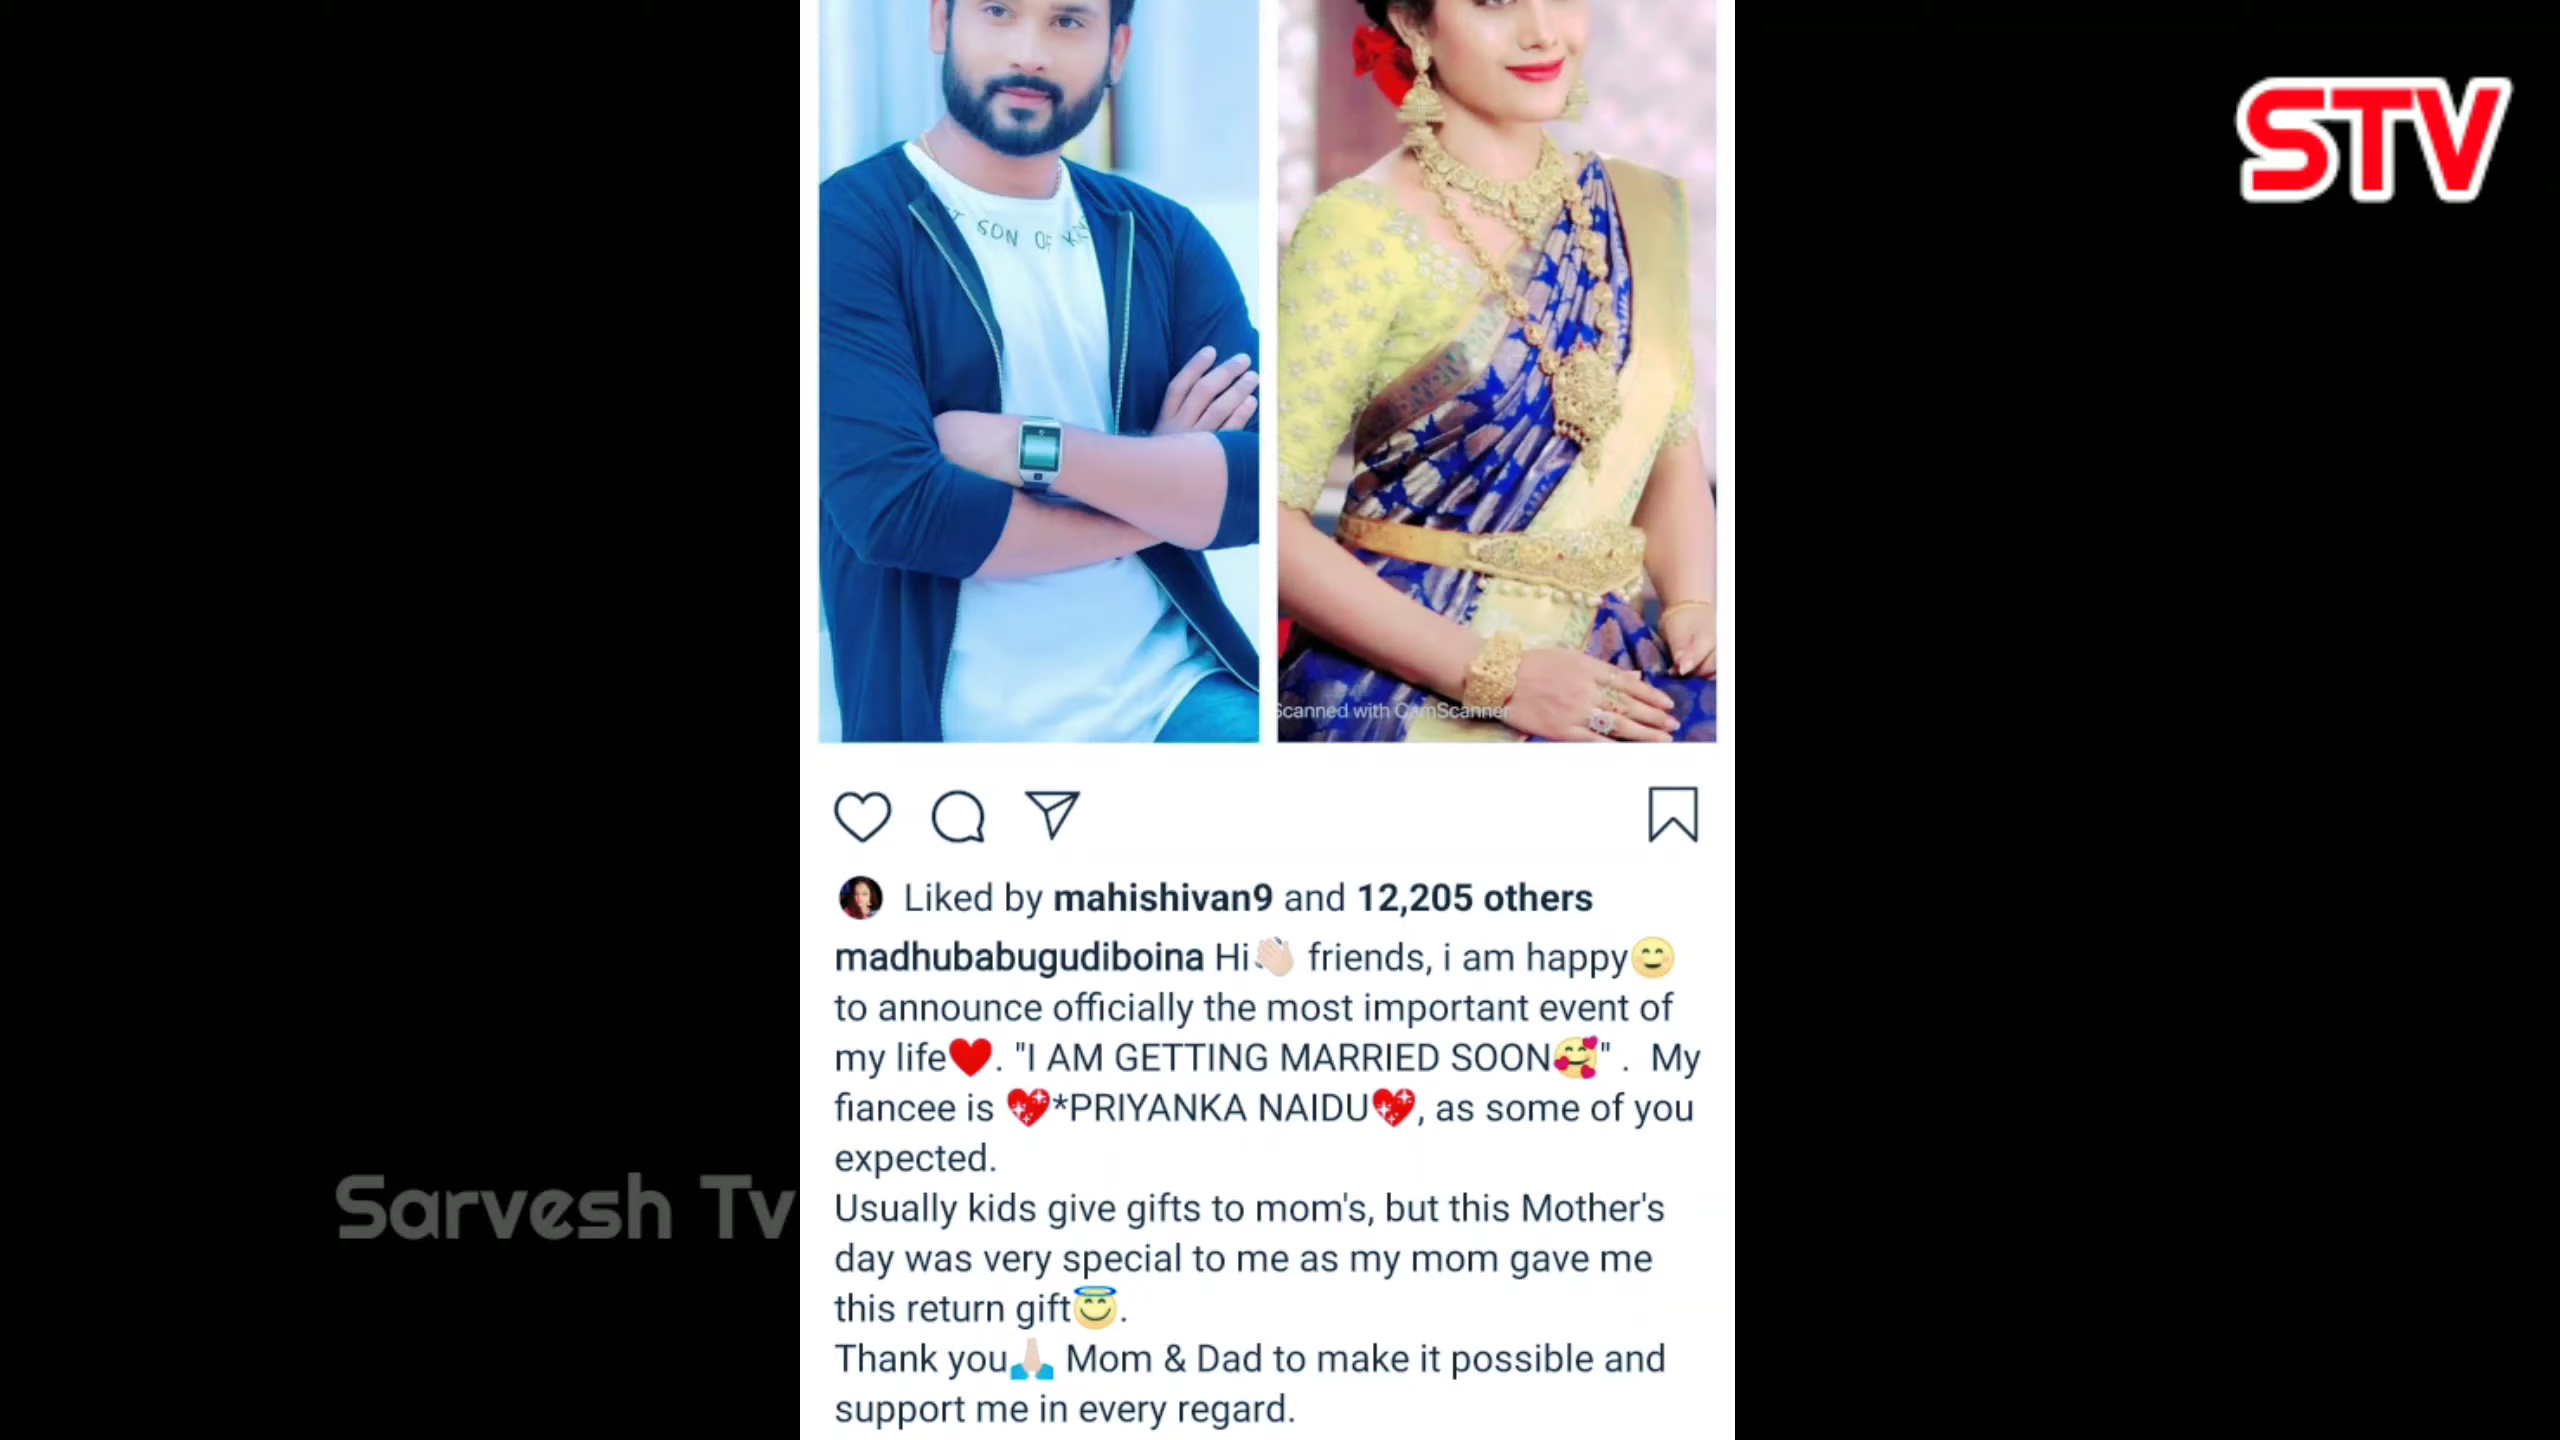 STV
T SON OF KIN
Scanned with CamScanner
Liked by mahishivan9 and 12,205 others
madhubabugudiboina Hi👋🏻 friends, i am happy😊
to announce officially the most important event of
my life❤️. "I AM GETTING MARRIED SOON🥰" .  My
fiancee is 💖*PRIYANKA NAIDU💖, as some of you
expected.
Usually kids give gifts to mom's, but this Mother's
day was very special to me as my mom gave me
this return gift😇.
Thank you🙏🏻 Mom & Dad to make it possible and
support me in every regard.
Sarvesh Tv